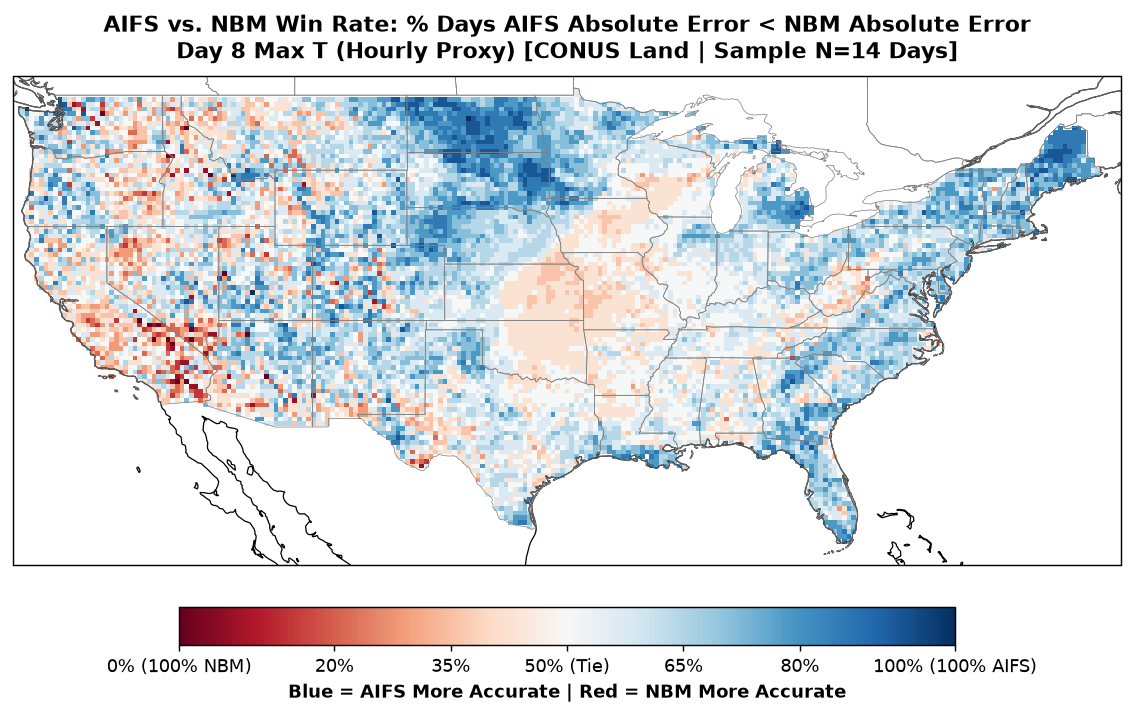 AIFS vs. NBM Win Rate: % Days AIFS Absolute Error < NBM Absolute Error
Day 8 Max T (Hourly Proxy) [CONUS Land | Sample N=14 Days]
0% (100% NBM) 20% 35% 50% (Tie) 65% 80% 100% (100% AIFS)
Blue = AIFS More Accurate | Red = NBM More Accurate